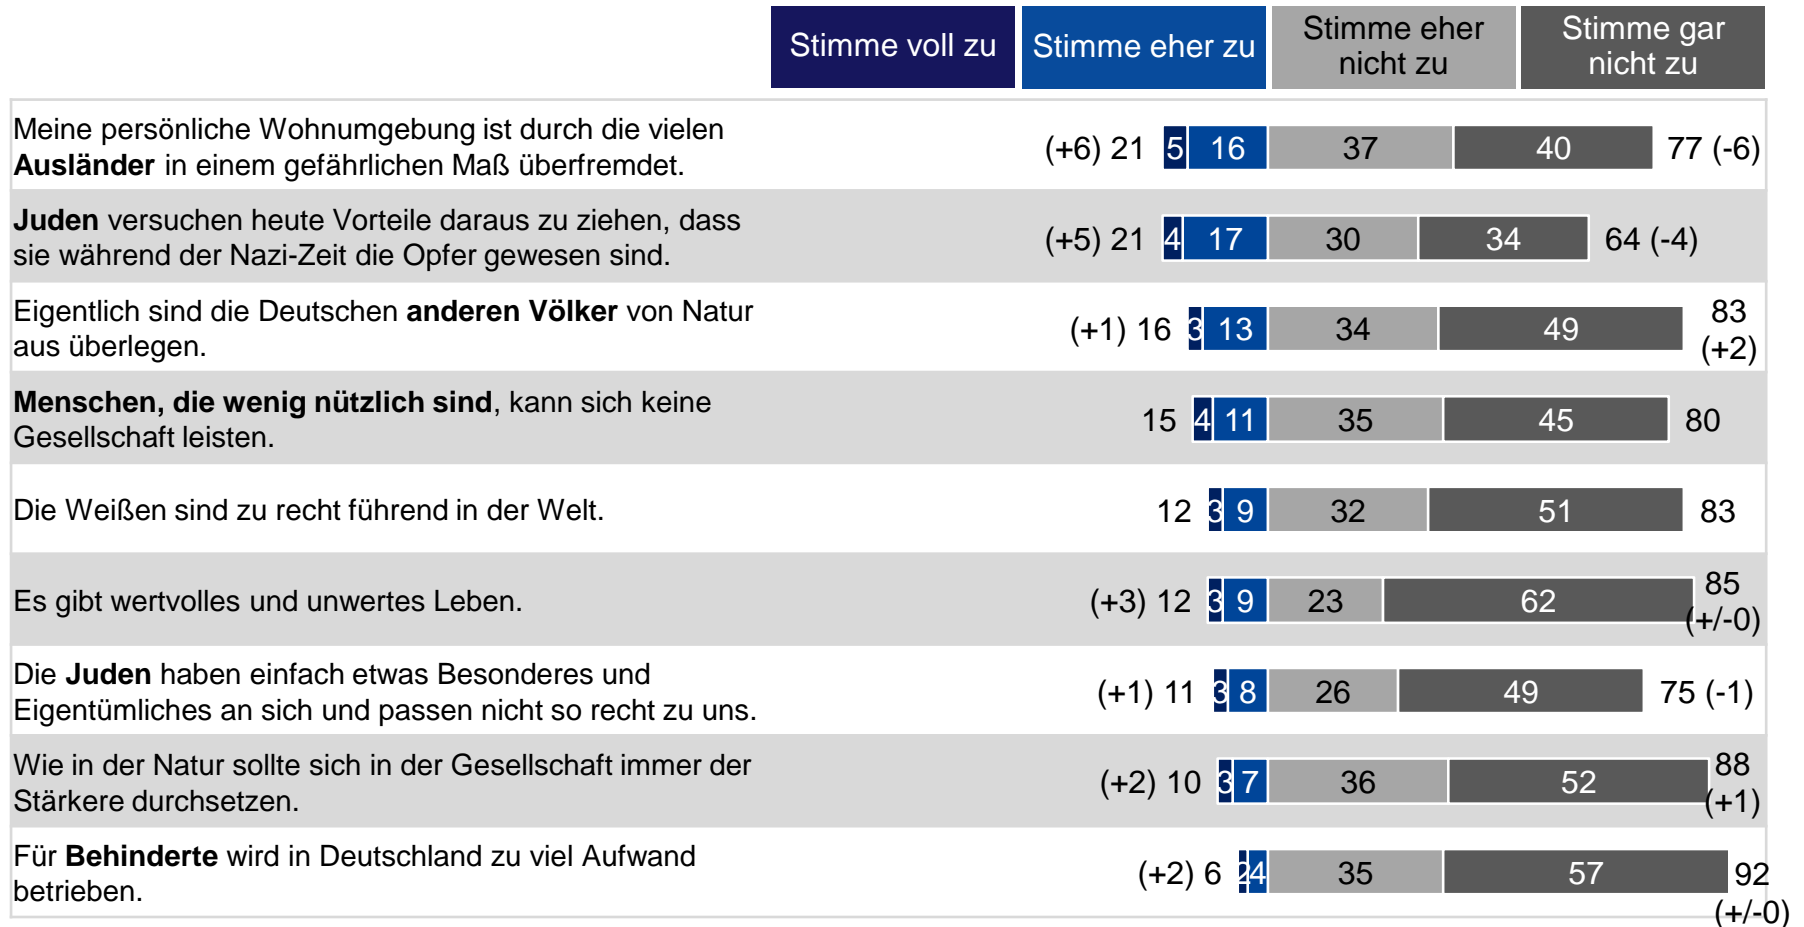 Stimme voll zu
Stimme eher zu
Stimme eher
nicht zu
Stimme gar
nicht zu
Meine persönliche Wohnumgebung ist durch die vielen
Ausländer in einem gefährlichen Maß überfremdet.
(+6) 21 5 16 37 40 77 (-6)
Juden versuchen heute Vorteile daraus zu ziehen, dass
sie während der Nazi-Zeit die Opfer gewesen sind.
(+5) 21 4 17 30 34 64 (-4)
Eigentlich sind die Deutschen anderen Völker von Natur
aus überlegen.
(+1) 16 3 13 34 49 83
(+2)
Menschen, die wenig nützlich sind, kann sich keine
Gesellschaft leisten.
15 4 11 35 45 80
Die Weißen sind zu recht führend in der Welt.
12 3 9 32 51 83
Es gibt wertvolles und unwertes Leben.
(+3) 12 3 9 23 62 85
(+/-0)
Die Juden haben einfach etwas Besonderes und
Eigentümliches an sich und passen nicht so recht zu uns.
(+1) 11 3 8 26 49 75 (-1)
Wie in der Natur sollte sich in der Gesellschaft immer der
Stärkere durchsetzen.
(+2) 10 3 7 36 52 88
(+1)
Für Behinderte wird in Deutschland zu viel Aufwand
betrieben.
(+2) 6 2 4 35 57 92
(+/-0)